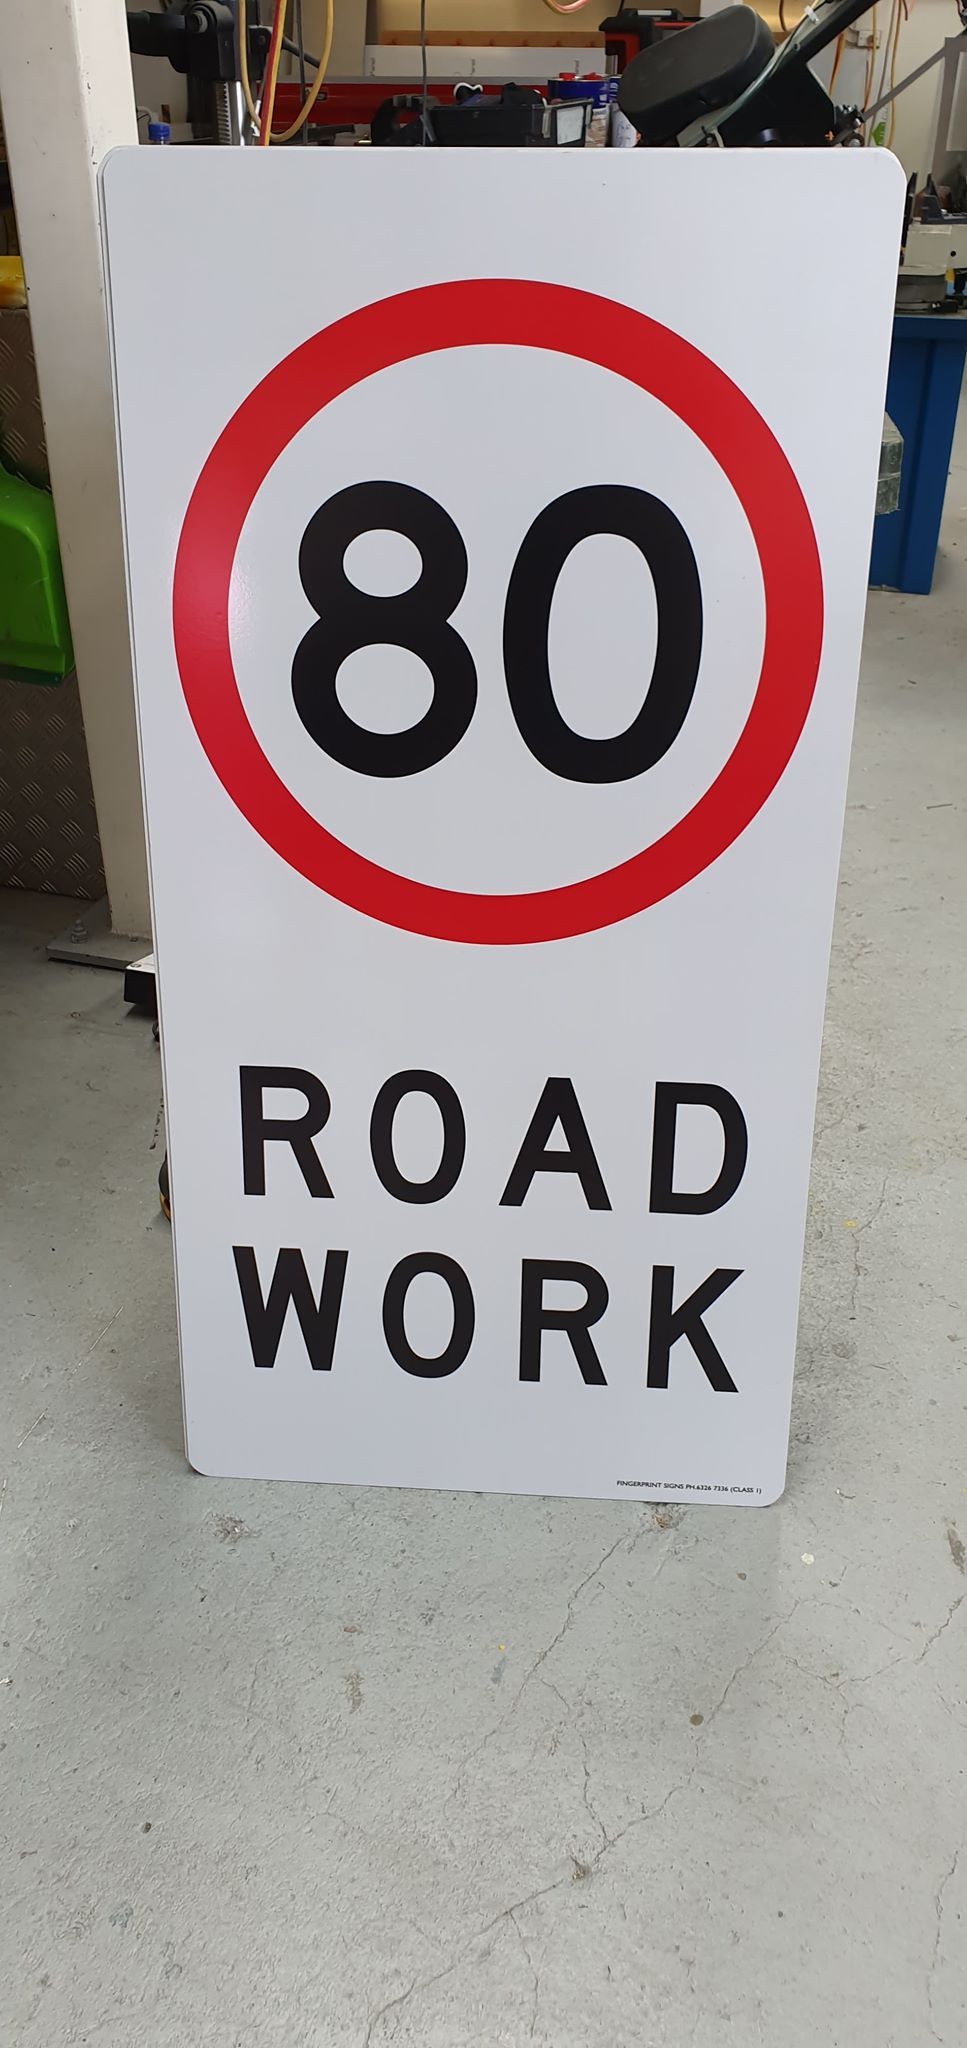 80
ROAD
WORK
FINGERPRINT SIGNS PH.6326 7336 (CLASS 1)